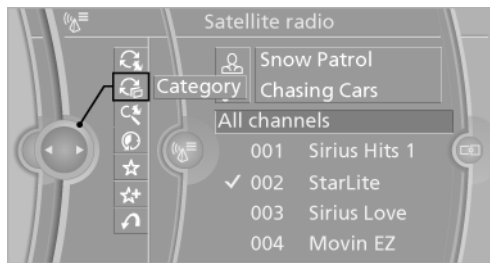 Satellite radio
Snow Patrol
Category
Chasing Cars
All channels
001 Sirius Hits 1
002 StarLite
003 Sirius Love
004 Movin EZ